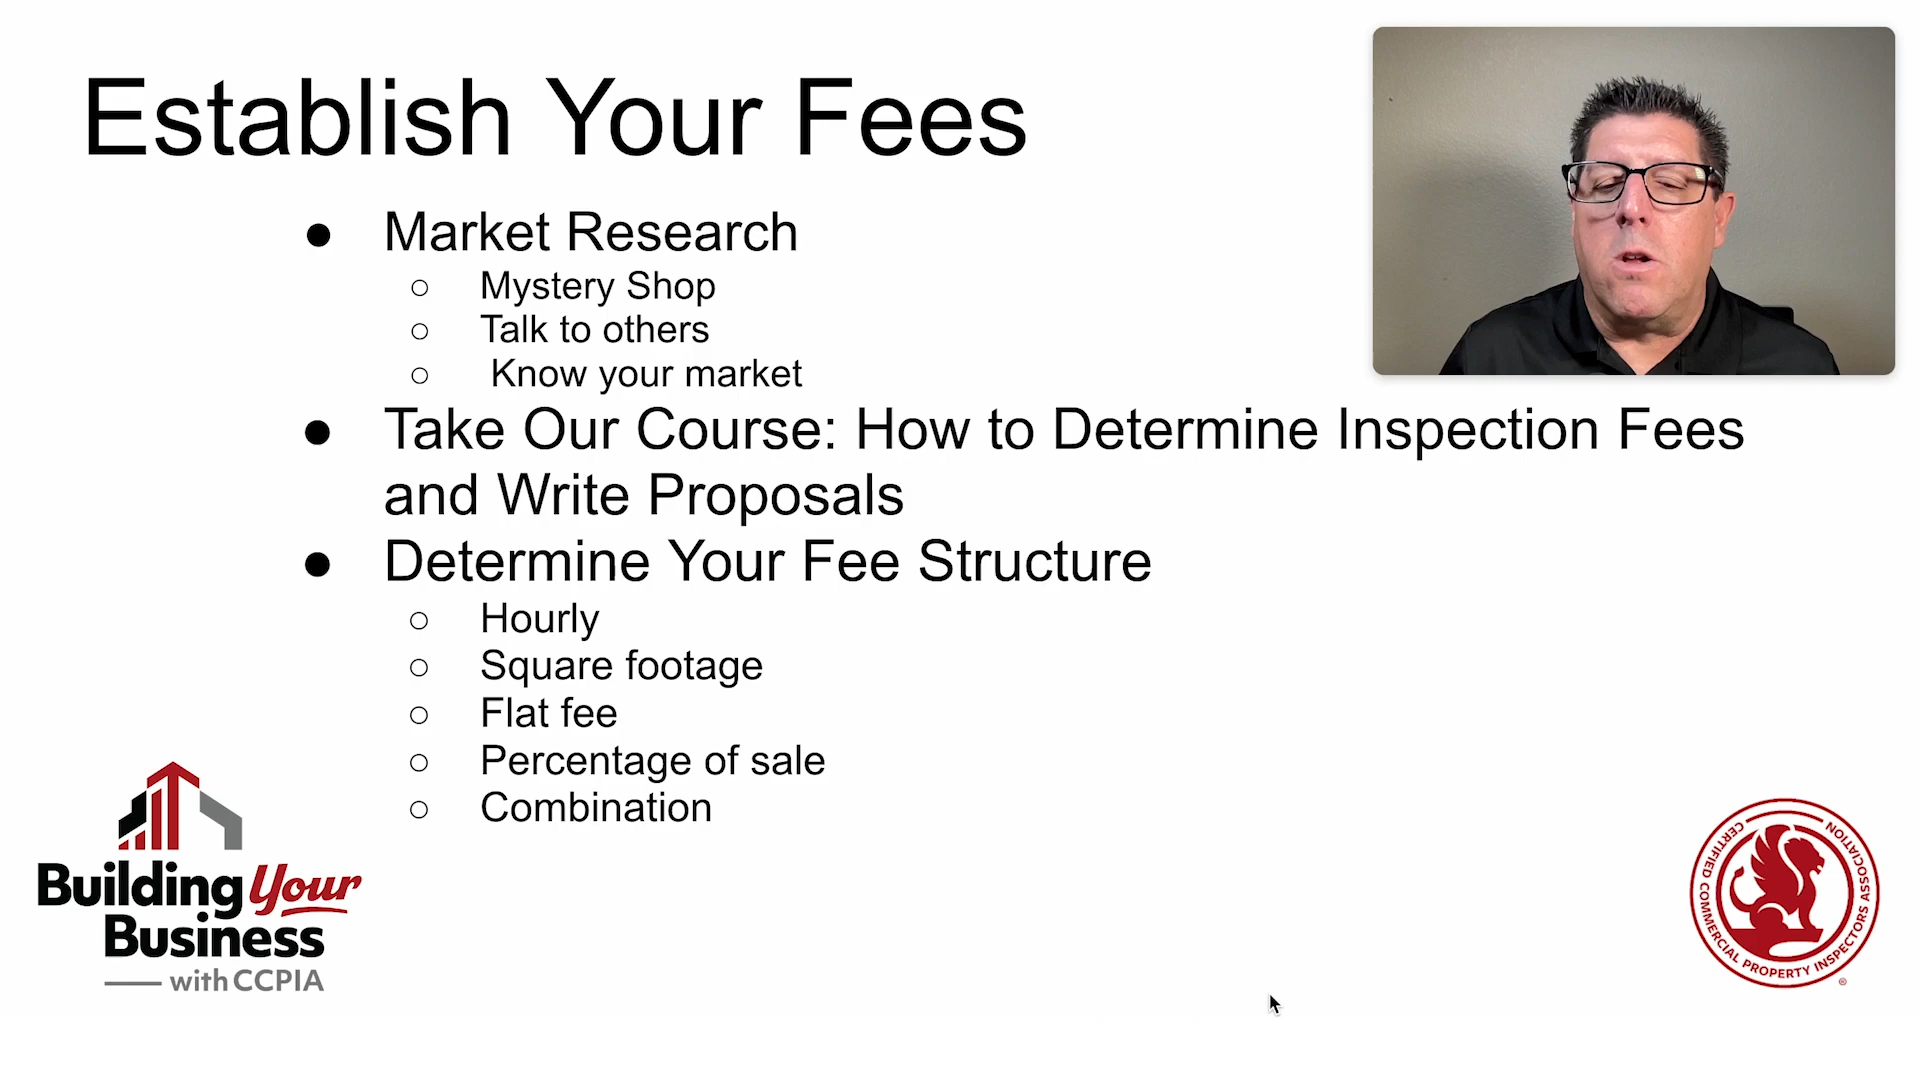 Establish Your Fees
● Market Research
○ Mystery Shop
○ Talk to others
○ Know your market
● Take Our Course: How to Determine Inspection Fees
and Write Proposals
● Determine Your Fee Structure
○ Hourly
○ Square footage
○ Flat fee
○ Percentage of sale
○ Combination
Building Your
Business
with CCPIA
CERTIFIED COMMERCIAL PROPERTY INSPECTORS ASSOCIATION
®